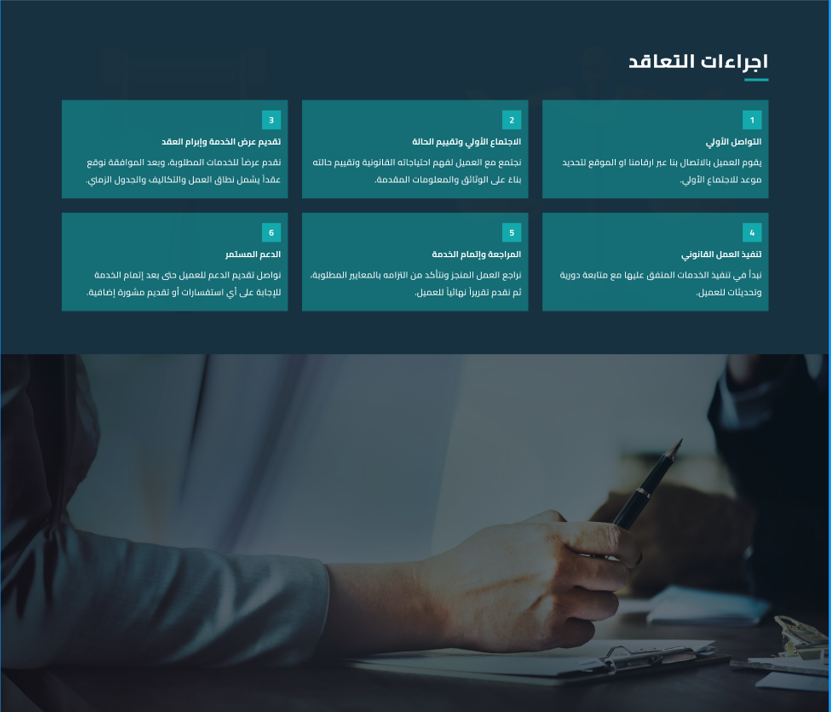 اجراءات التعاقد
1
التواصل الأولي
يقوم العميل بالاتصال بنا عبر ارقامنا او الموقع لتحديد
موعد للاجتماع الأولي.
2
الاجتماع الأولي وتقييم الحالة
نجتمع مع العميل لفهم احتياجاته القانونية وتقييم حالته
بناءً على الوثائق والمعلومات المقدمة.
3
تقديم عرض الخدمة وإبرام العقد
نقدم عرضاً للخدمات المطلوبة، وبعد الموافقة نوقع
عقداً يشمل نطاق العمل والتكاليف والجدول الزمني.
4
تنفيذ العمل القانوني
نبدأ في تنفيذ الخدمات المتفق عليها مع متابعة دورية
وتحديثات للعميل.
5
المراجعة وإتمام الخدمة
نراجع العمل المنجز ونتأكد من التزامه بالمعايير المطلوبة،
ثم نقدم تقريراً نهائياً للعميل.
6
الدعم المستمر
نواصل تقديم الدعم للعميل حتى بعد إتمام الخدمة
للإجابة على أي استفسارات أو تقديم مشورة إضافية.